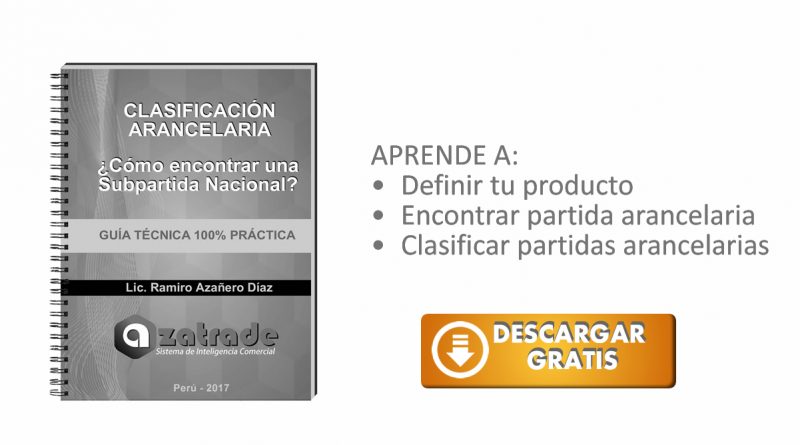 CLASIFICACIÓN
ARANCELARIA
¿Cómo encontrar una
Subpartida Nacional?
GUÍA TÉCNICA 100% PRÁCTICA
Lic. Ramiro Azañero Díaz
azatrade
Sistema de Inteligencia Comercial
Perú - 2017
APRENDE A:
• Definir tu producto
• Encontrar partida arancelaria
• Clasificar partidas arancelarias
DESCARGAR
GRATIS